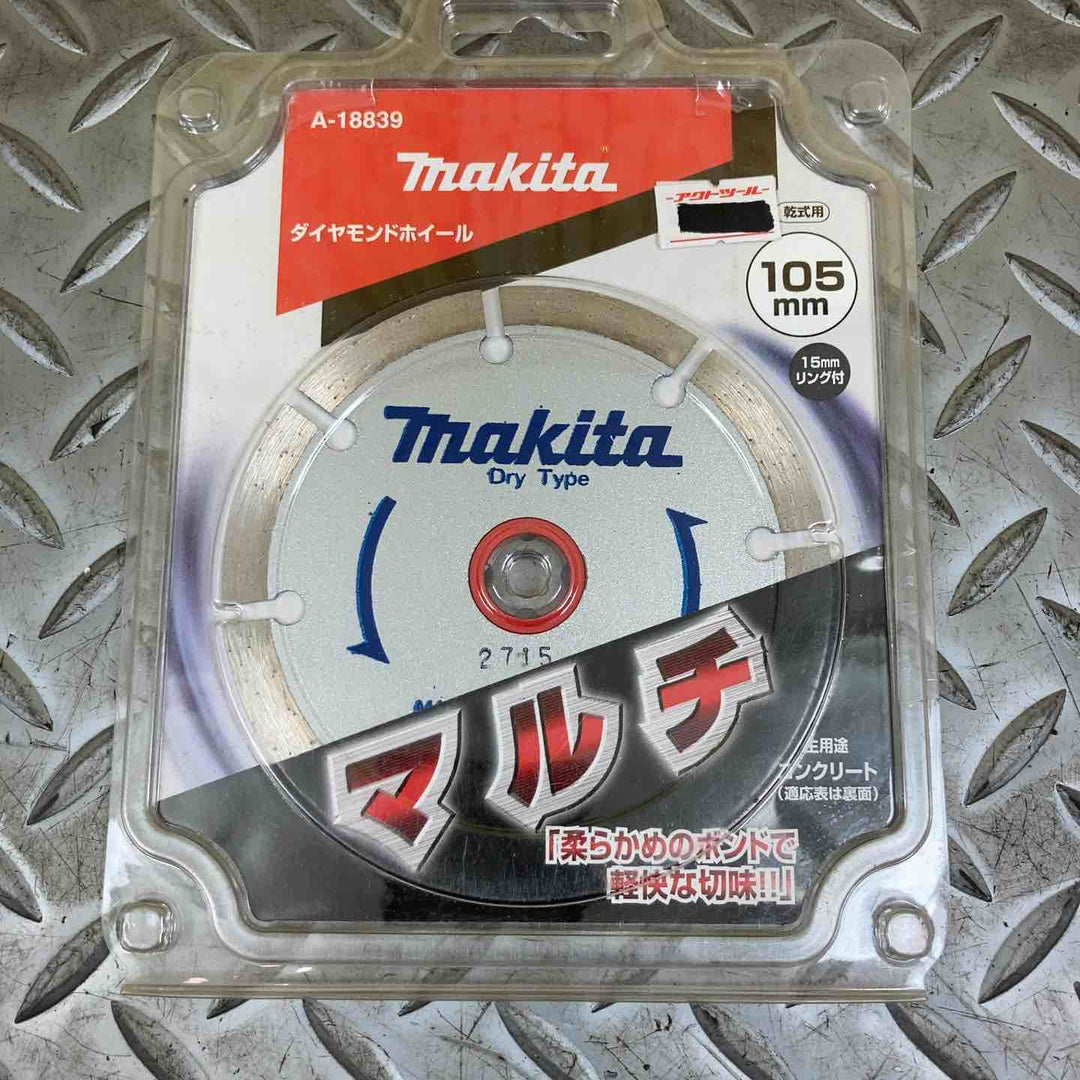 A-18839
makita®
アクトツール
ダイヤモンドホイール
乾式用
105
mm
15mm
リング付
makita
Dry Type
2715
マルチ
用途
コンクリート
(適応表は裏面)
「柔らかめのボンドで
軽快な切味!!」